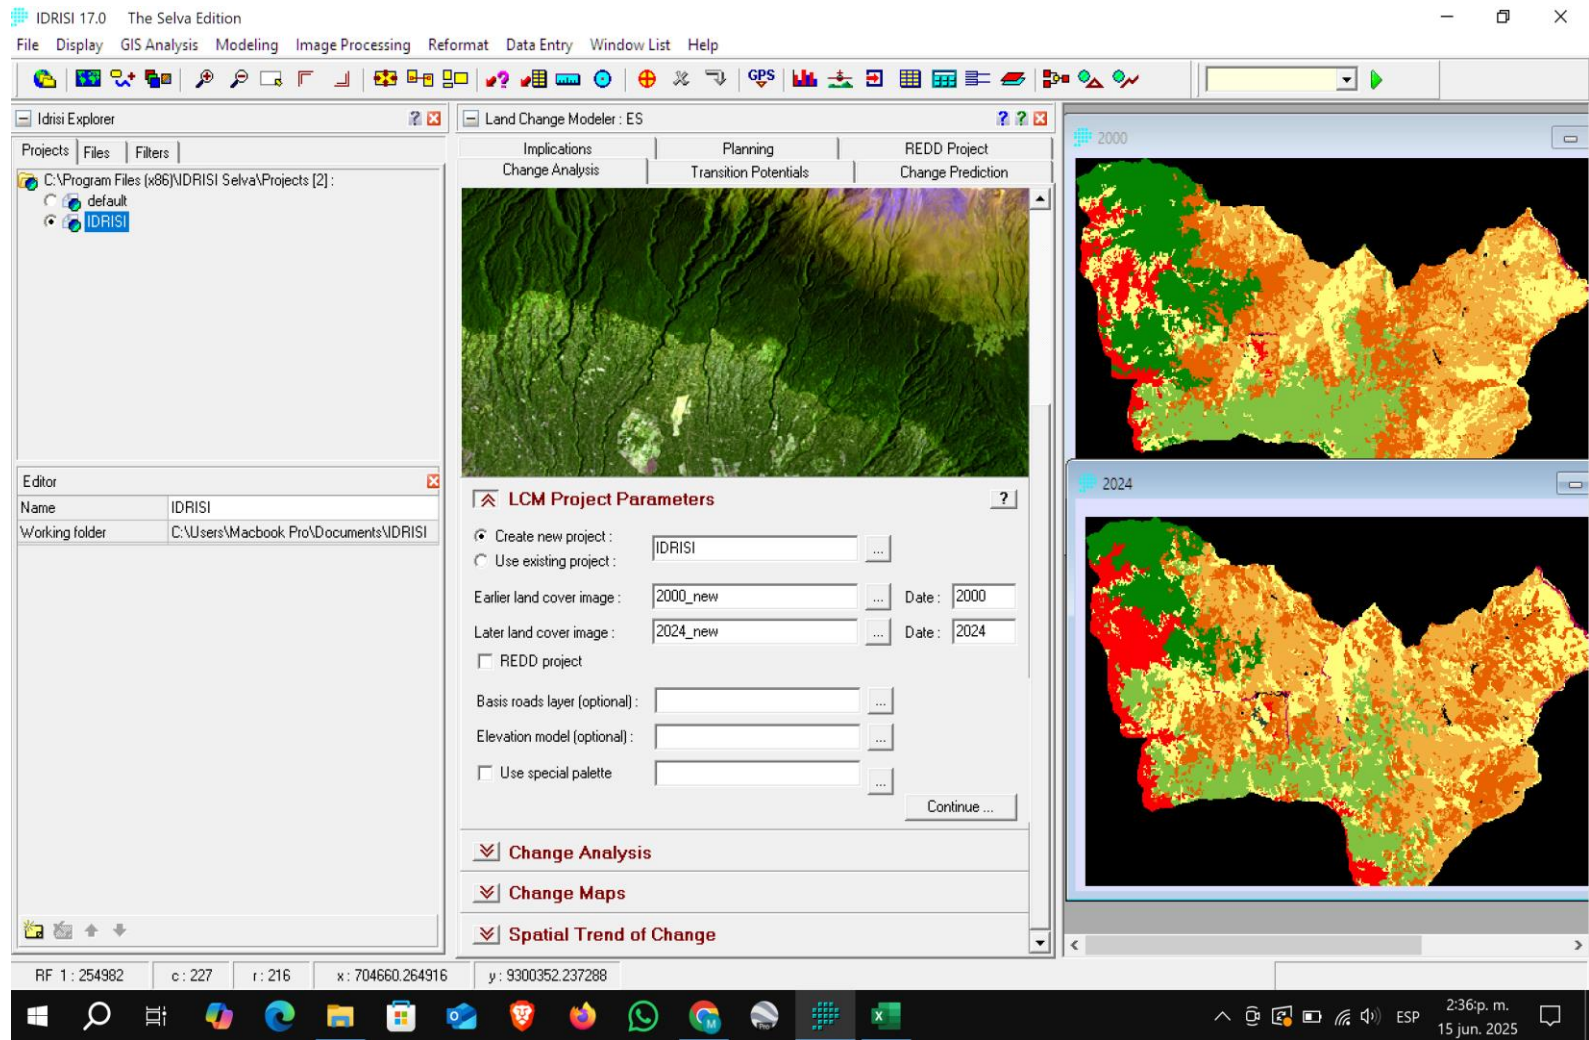 IDRISI 17.0 The Selva Edition
File Display GIS Analysis Modeling Image Processing Reformat Data Entry Window List Help
GPS
Idrisi Explorer
Projects Files Filters
C:\Program Files (x86)\IDRISI Selva\Projects [2] :
default
IDRISI
Editor
Name IDRISI
Working folder C:\Users\Macbook Pro\Documents\IDRISI
Land Change Modeler : ES
Implications Planning REDD Project
Change Analysis Transition Potentials Change Prediction
LCM Project Parameters ?
Create new project : IDRISI ...
Use existing project :
Earlier land cover image : 2000_new ... Date : 2000
Later land cover image : 2024_new ... Date : 2024
REDD project
Basis roads layer (optional) : ...
Elevation model (optional) : ...
Use special palette ...
Continue ...
Change Analysis
Change Maps
Spatial Trend of Change
2000
2024
RF 1 : 254982 c : 227 r : 216 x : 704660.264916 y : 9300352.237288
ESP
2:36:p. m.
15 jun. 2025